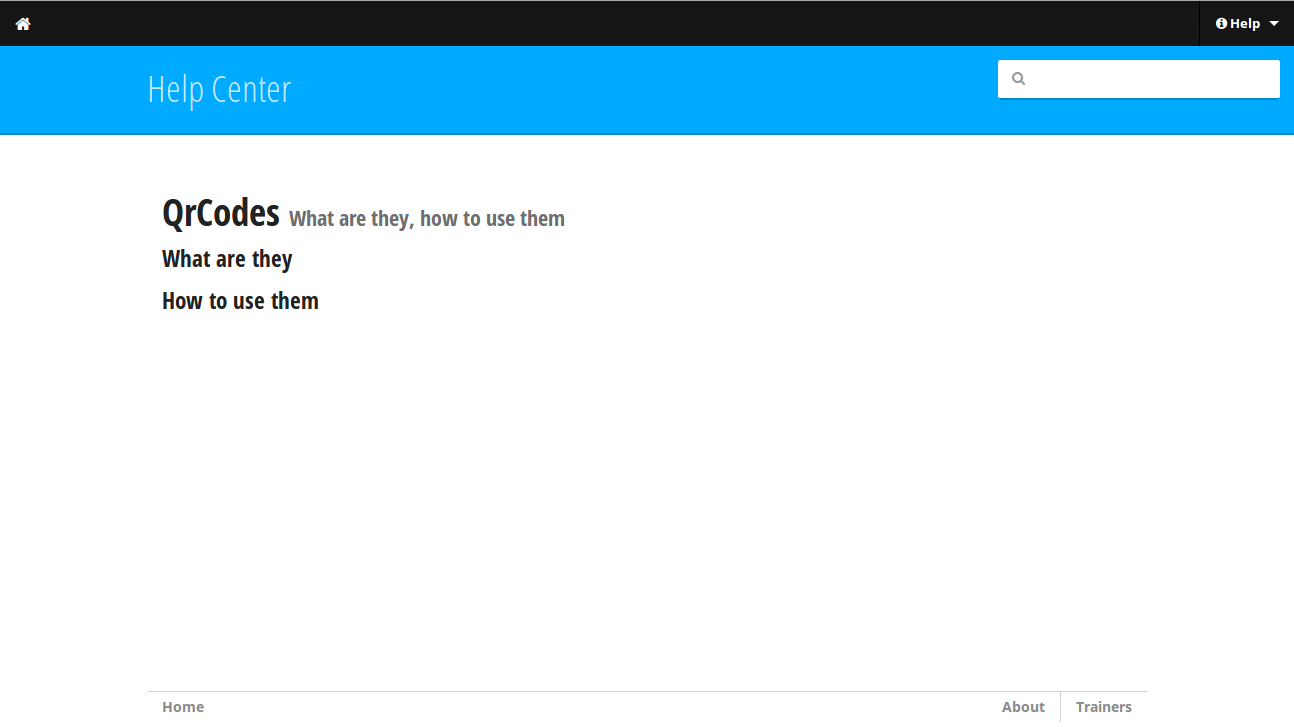 Help
Help Center
QrCodes What are they, how to use them
What are they
How to use them
Home About Trainers